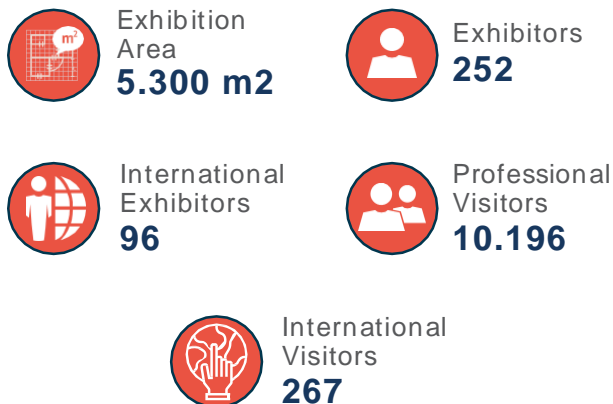 m²
Exhibition
Area
5.300 m2
Exhibitors
252
International
Exhibitors
96
Professional
Visitors
10.196
International
Visitors
267